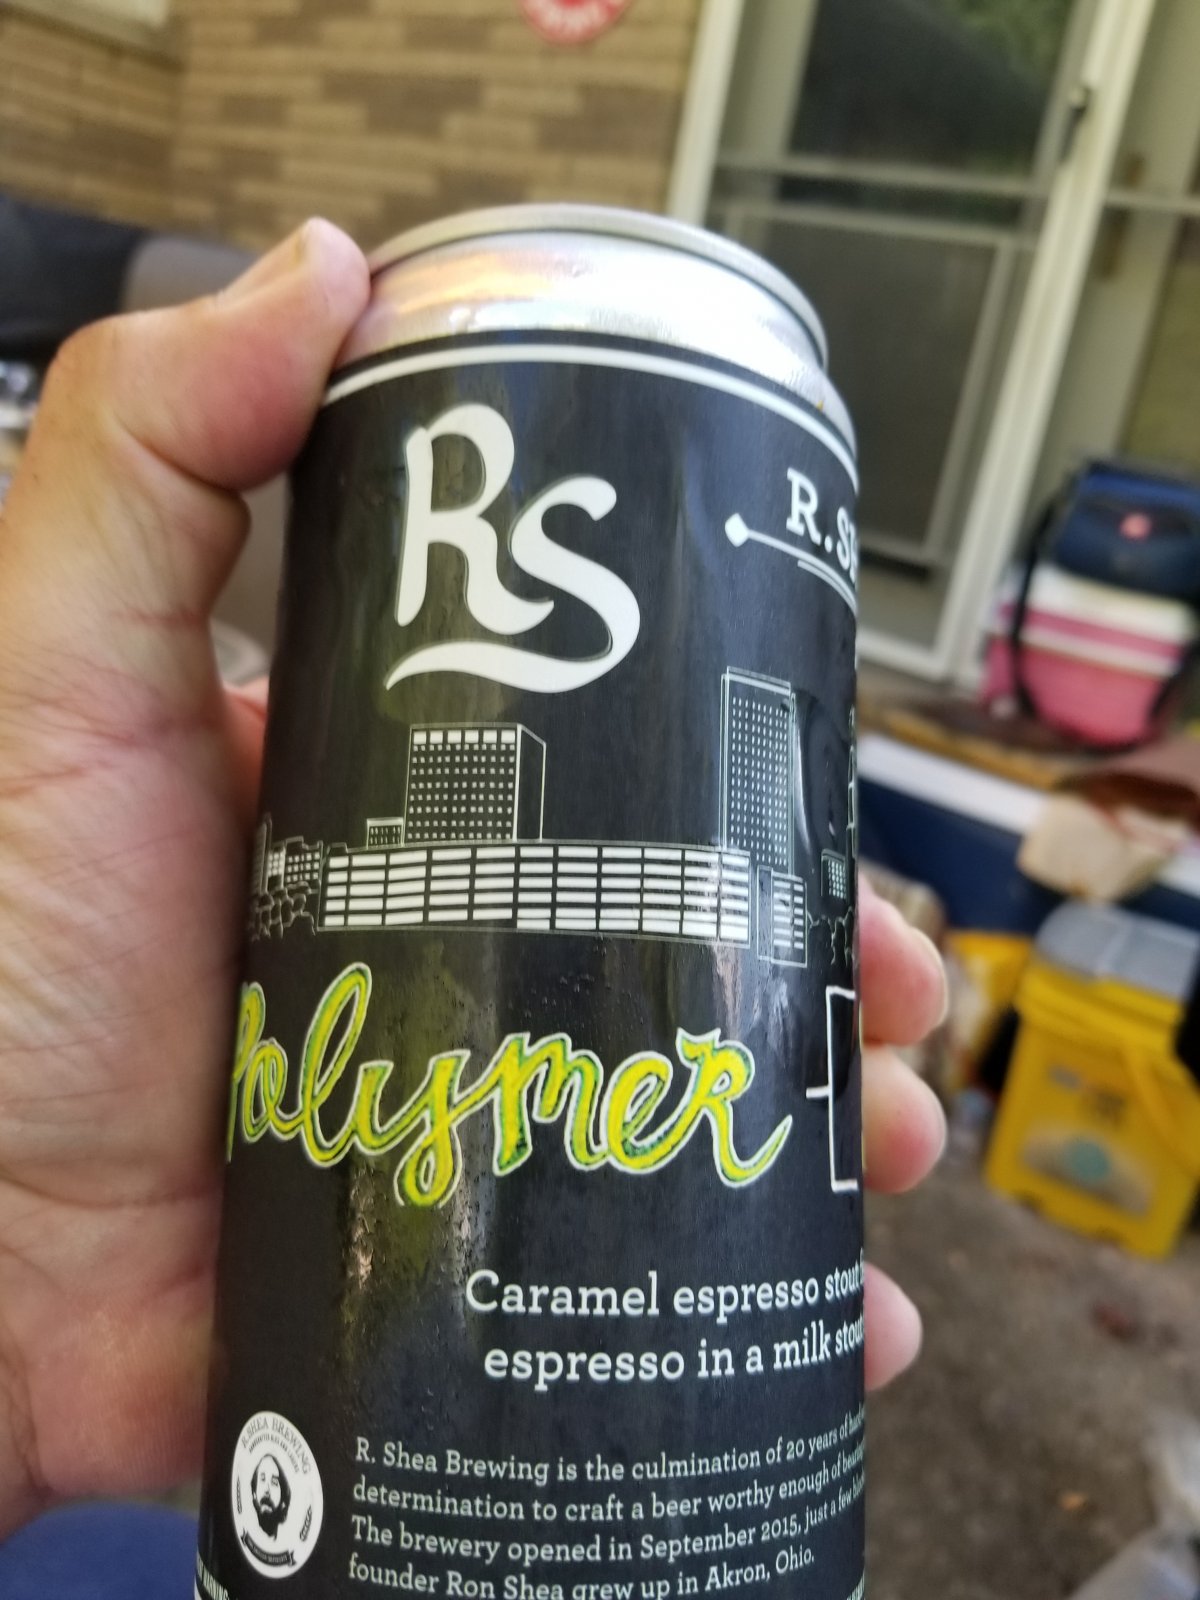 RS
R.
Polymer
Caramel espresso stout
espresso in a milk stout
R. SHEA BREWING
R. Shea Brewing is the culmination of 20 years of
determination to craft a beer worthy enough of
The brewery opened in September 2015, just a few
founder Ron Shea grew up in Akron, Ohio.